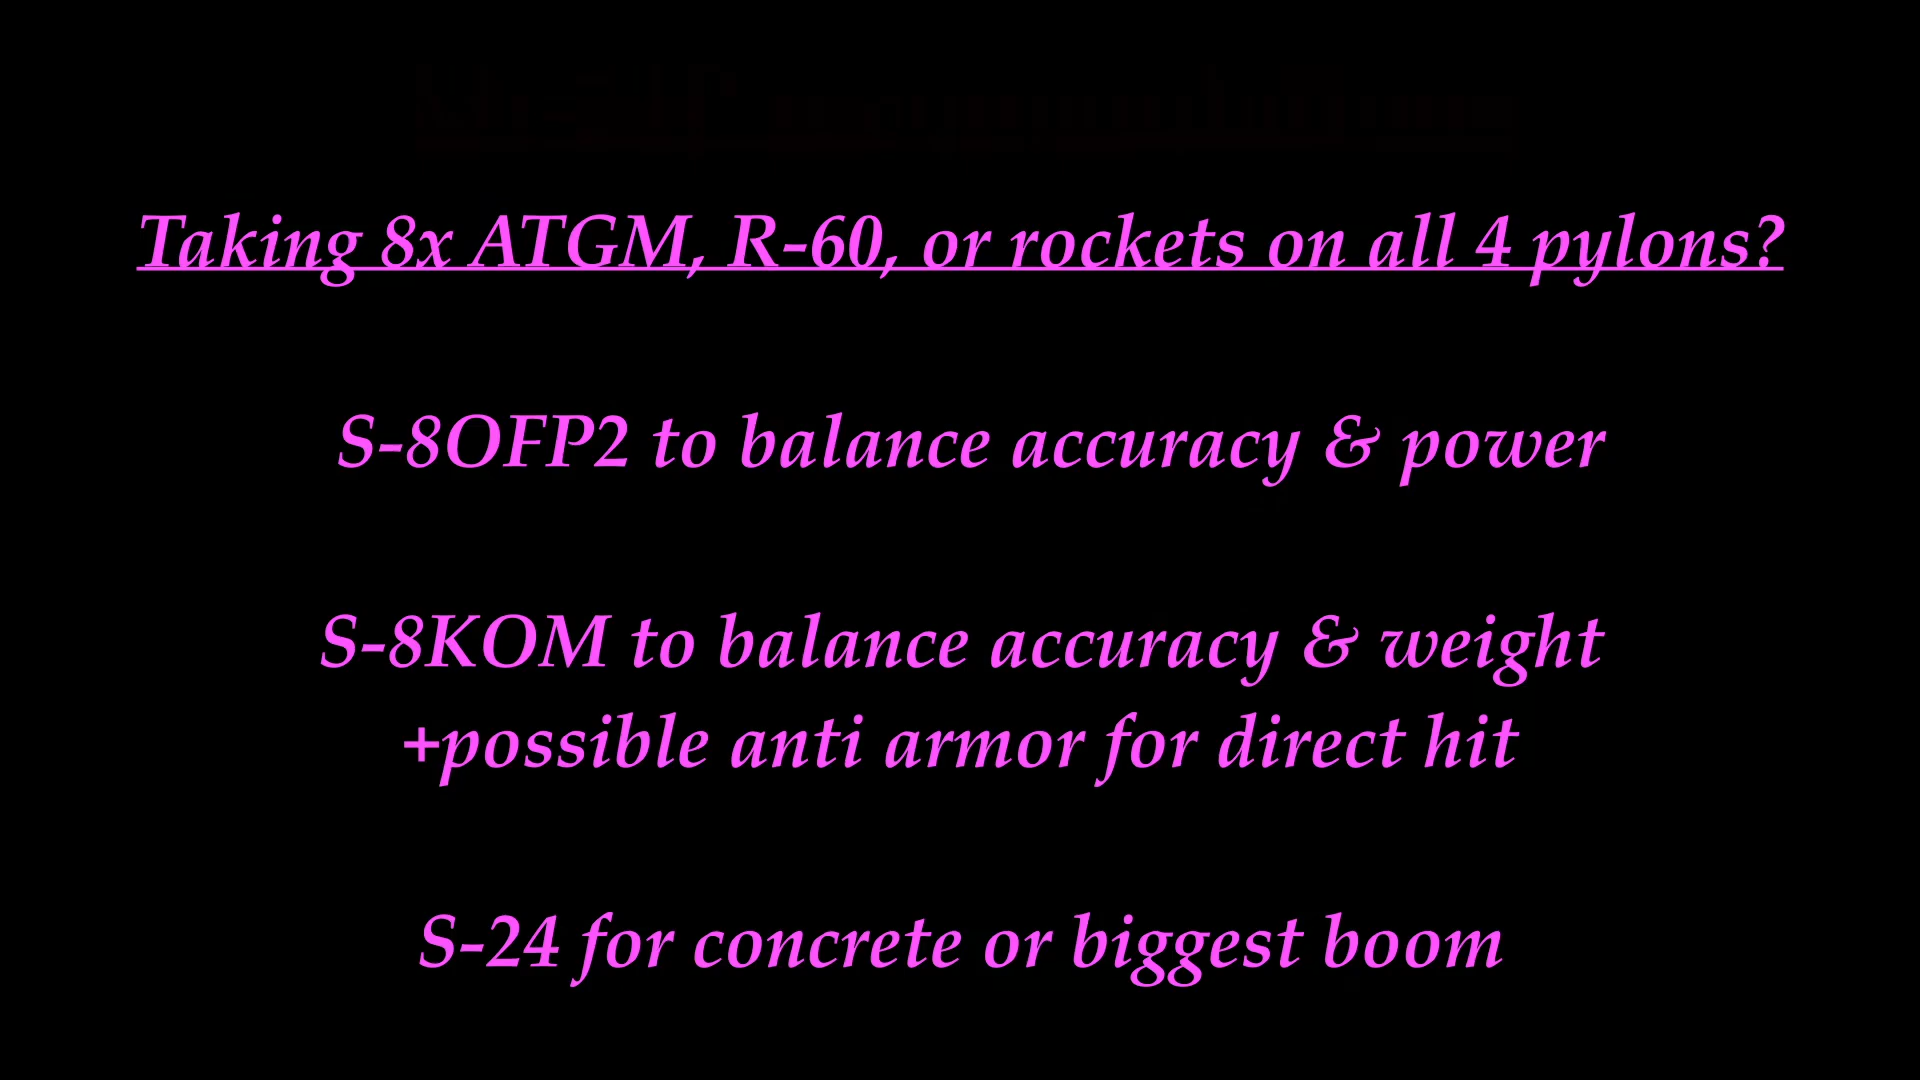 Taking 8x ATGM, R-60, or rockets on all 4 pylons?
S-8OFP2 to balance accuracy & power
S-8KOM to balance accuracy & weight
+possible anti armor for direct hit
S-24 for concrete or biggest boom